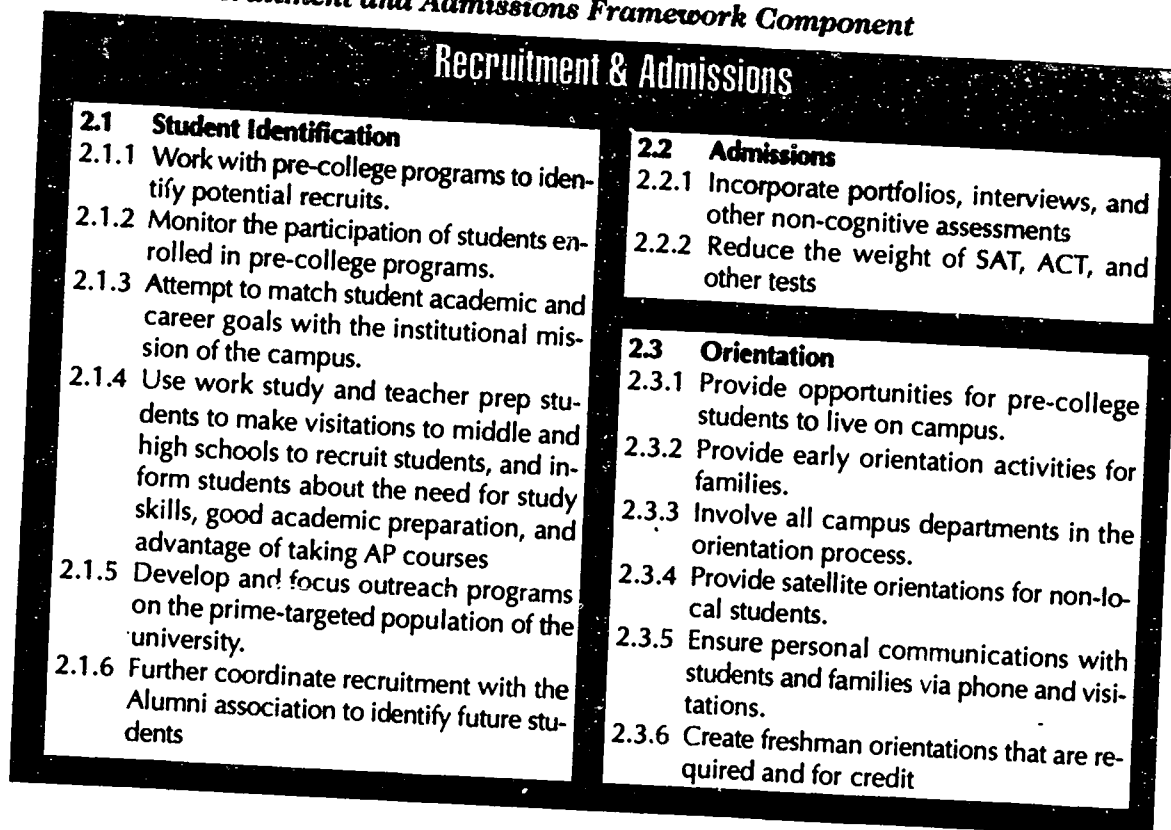 and Admissions Framework Component
Recruitment & Admissions
2.1 Student Identification
2.1.1 Work with pre-college programs to iden-
tify potential recruits.
2.1.2 Monitor the participation of students en-
rolled in pre-college programs.
2.1.3 Attempt to match student academic and
career goals with the institutional mis-
sion of the campus.
2.1.4 Use work study and teacher prep stu-
dents to make visitations to middle and
high schools to recruit students, and in-
form students about the need for study
skills, good academic preparation, and
advantage of taking AP courses
2.1.5 Develop and focus outreach programs
on the prime-targeted population of the
university.
2.1.6 Further coordinate recruitment with the
Alumni association to identify future stu-
dents
2.2 Admissions
2.2.1 Incorporate portfolios, interviews, and
other non-cognitive assessments
2.2.2 Reduce the weight of SAT, ACT, and
other tests
2.3 Orientation
2.3.1 Provide opportunities for pre-college
students to live on campus.
2.3.2 Provide early orientation activities for
families.
2.3.3 Involve all campus departments in the
orientation process.
2.3.4 Provide satellite orientations for non-lo-
cal students.
2.3.5 Ensure personal communications with
students and families via phone and visi-
tations.
2.3.6 Create freshman orientations that are re-
quired and for credit